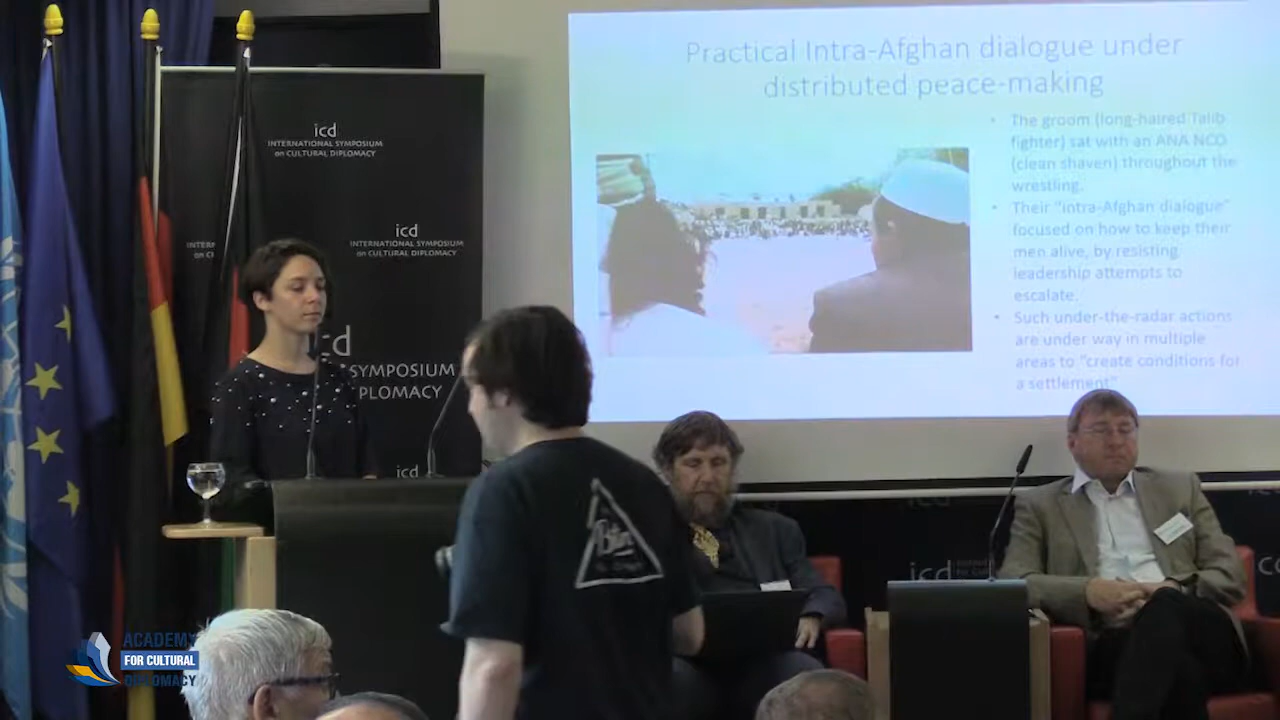 Practical Intra-Afghan dialogue under
distributed peace-making
• The groom (long-haired Talib
fighter) sat with an ANA NCO
(clean shaven) throughout the
wrestling.
• Their "intra-Afghan dialogue"
focused on how to keep their
men alive, by resisting
leadership attempts to
escalate.
• Such under-the-radar actions
are under way in multiple
areas to "create conditions for
a settlement"
icd
INTERNATIONAL SYMPOSIUM
on CULTURAL DIPLOMACY
icd
INTERNATIONAL SYMPOSIUM
on CULTURAL DIPLOMACY
SYMPOSIUM
icd
icd
ACADEMY
FOR CULTURAL
DIPLOMACY